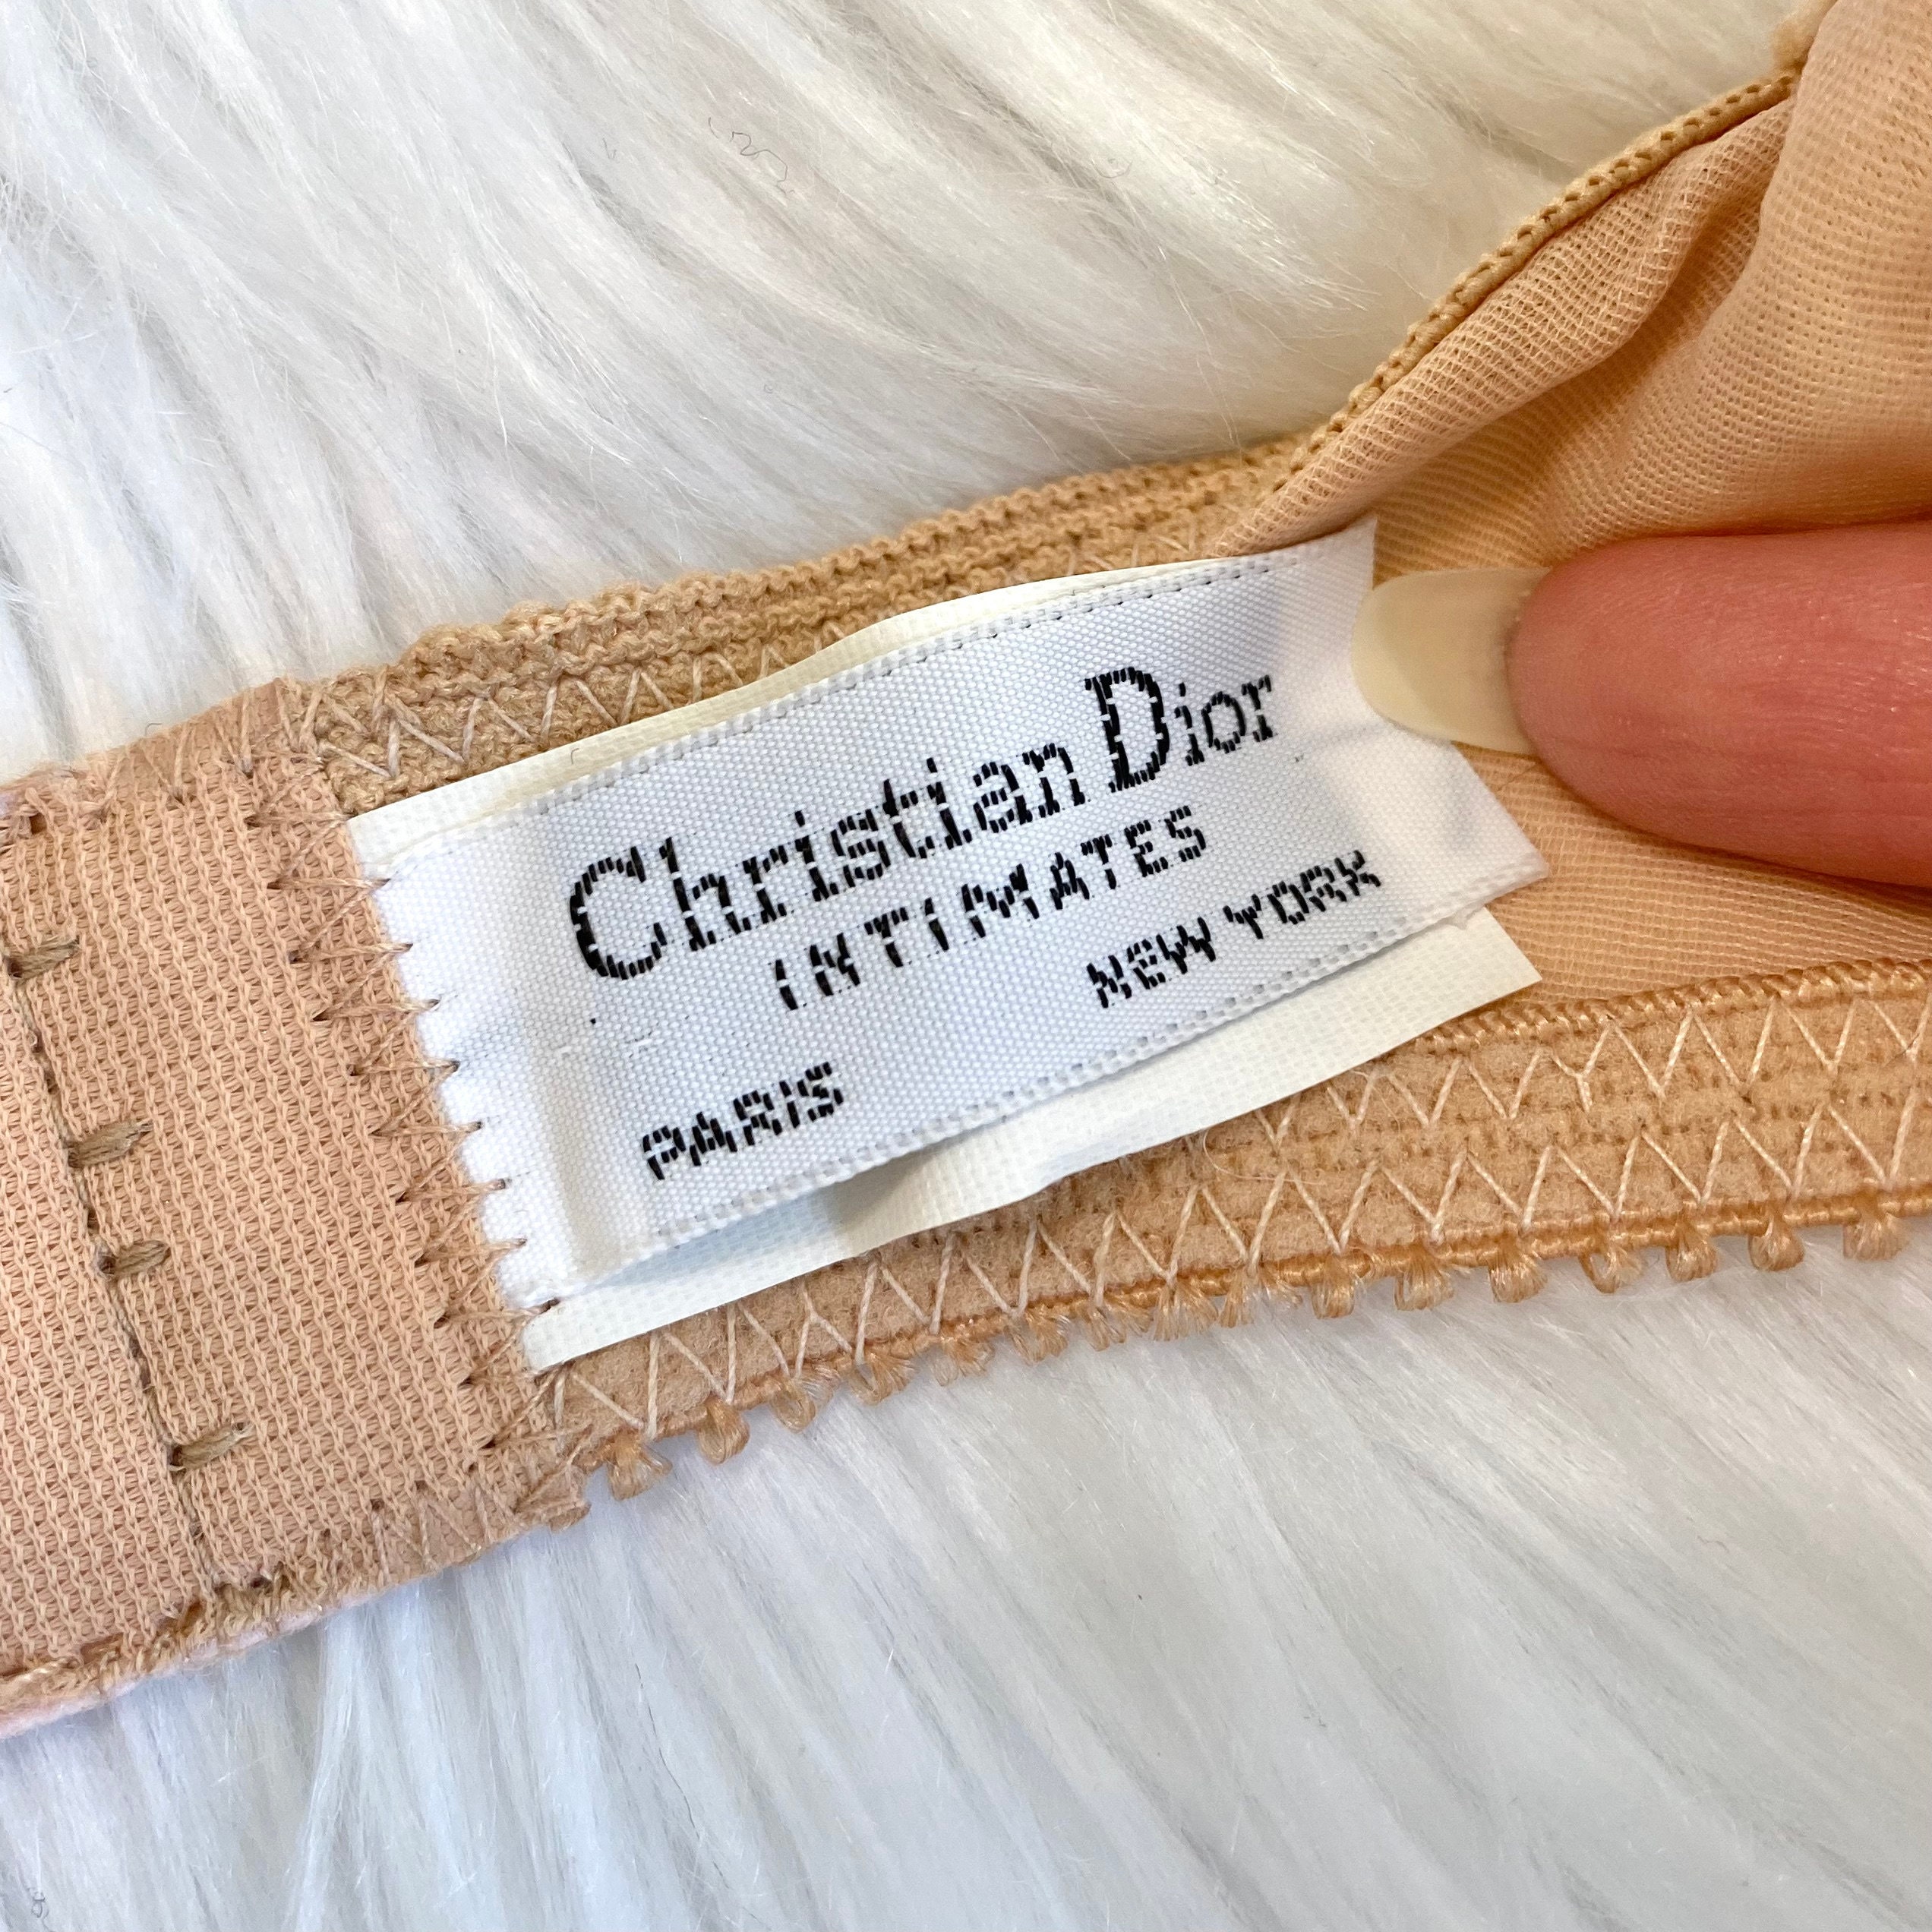 Christian Dior
INTIMATES
PARIS NEW YORK